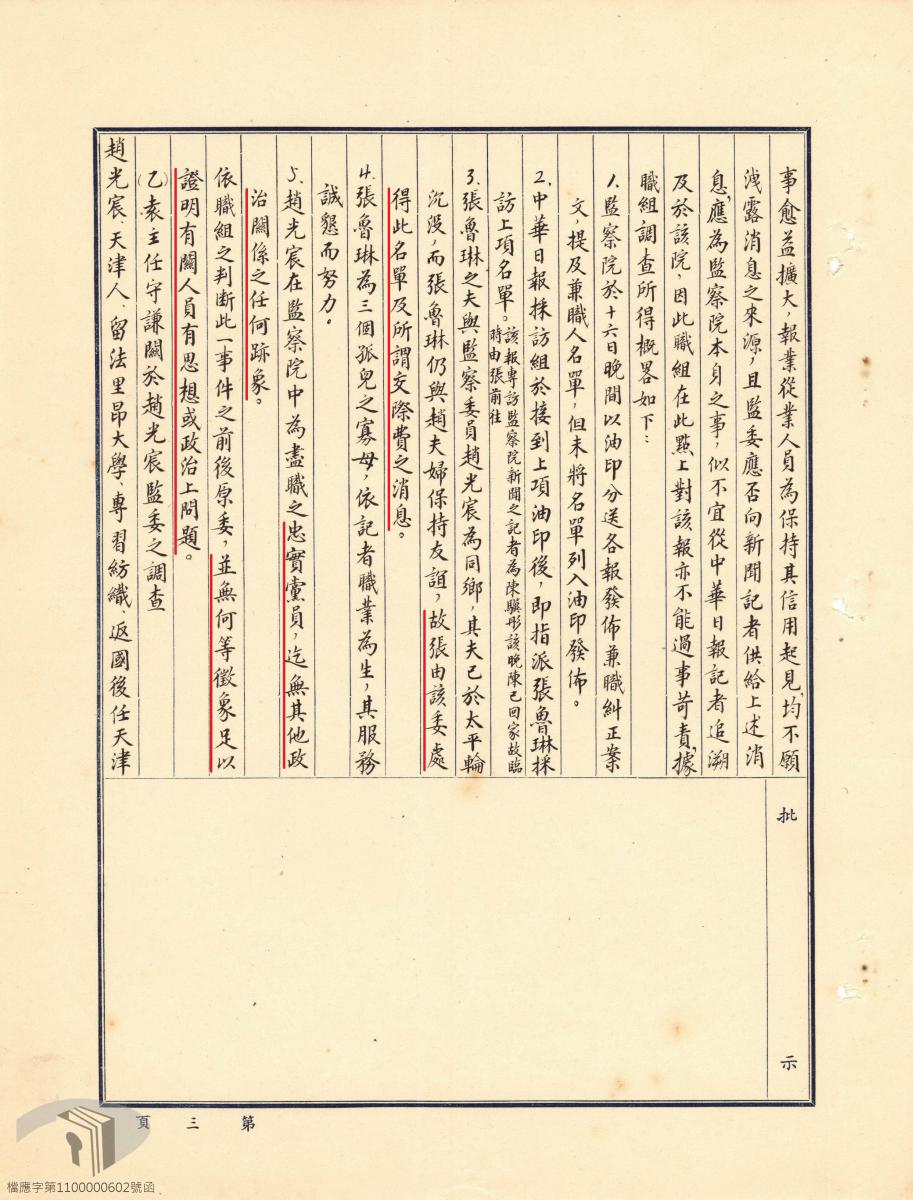 事愈益擴大，報業從業人員為保持其信用起見，均不願
洩露消息之來源，且監委應否向新聞記者供給上述消
息，應為監察院本身之事，似不宜從中華日報記者追溯
及於該院，因此職組在此點上對該報亦不能過事苛責，據
職組調查所得概畧如下：
1.監察院於十六日晚間以油印分送各報發佈兼職糾正案
文，提及兼職人名單，但未將名單列入油印發佈。
2.中華日報採訪組於接到上項油印後，即指派張魯琳採
訪上項名單。該報專訪監察院新聞之記者為陳驥彤該晚陳已回家故臨
時由張前往
3.張魯琳之夫與監察委員趙光宸為同鄉，其夫已於太平輪
沉沒，而張魯琳仍與趙夫婦保持友誼，故張由該委處
得此名單及所謂交際費之消息。
4.張魯琳為三個孤兒之寡母，依記者職業為生，其服務
誠懇而努力。
5.趙光宸在監察院中為盡職之忠實黨員，迄無其他政
治關係之任何跡象。
依職組之判断此一事件之前後原委，並無何等徵象足以
證明有關人員有思想或政治上問題。
(乙)袁主任守謙關於趙光宸監委之調查
趙光宸、天津人、留法里昂大學、專習紡織、返國後任天津
批
示
第三頁
檔應字第1100000602號函